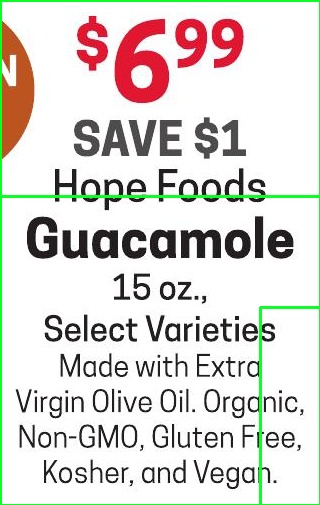 N
$6.99
SAVE $1
Hope Foods
Guacamole
15 oz.,
Select Varieties
Made with Extra
Virgin Olive Oil. Organic,
Non-GMO, Gluten Free,
Kosher, and Vegan.